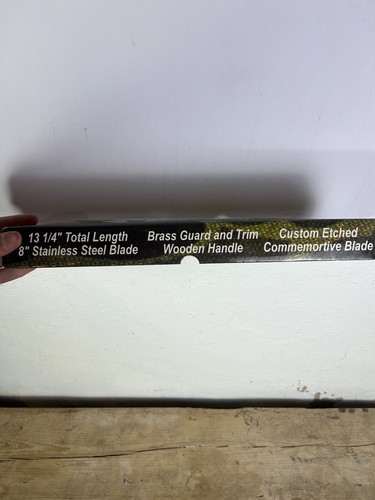 13 1/4" Total Length
8" Stainless Steel Blade
Brass Guard and Trim
Wooden Handle
Custom Etched
Commemortive Blade